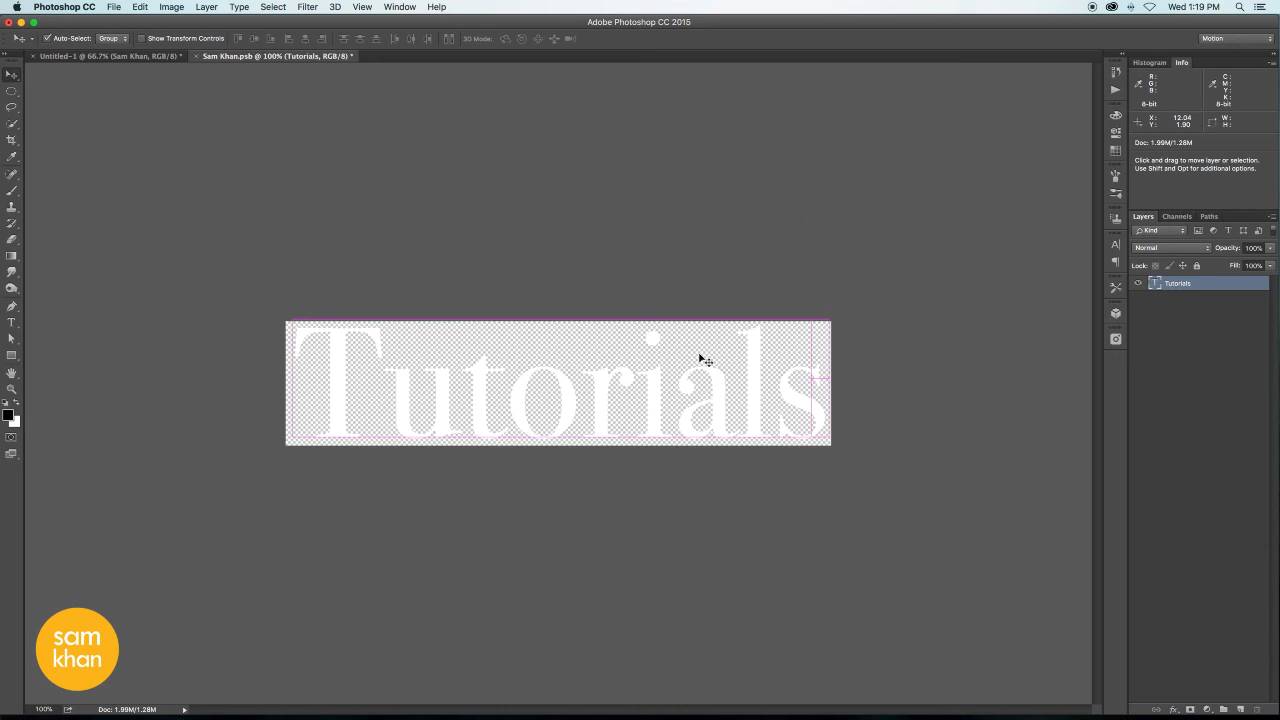 Photoshop CC File Edit Image Layer Type Select Filter 3D View Window Help Wed 1:19 PM
Adobe Photoshop CC 2015
Auto-Select: Group Show Transform Controls 3D Mode: Motion
Untitled-1 @ 66.7% (Sam Khan, RGB/8) * Sam Khan.psb @ 100% (Tutorials, RGB/8) *
Histogram Info
R: C:
G: M:
B: Y:
K:
8-bit 8-bit
X: 12.04 W:
Y: 1.90 H:
Doc: 1.99M/1.28M
Click and drag to move layer or selection.
Use Shift and Opt for additional options.
Layers Channels Paths
Kind
Normal Opacity: 100%
Lock: Fill: 100%
T Tutorials
Tutorials
sam
khan
100% Doc: 1.99M/1.28M